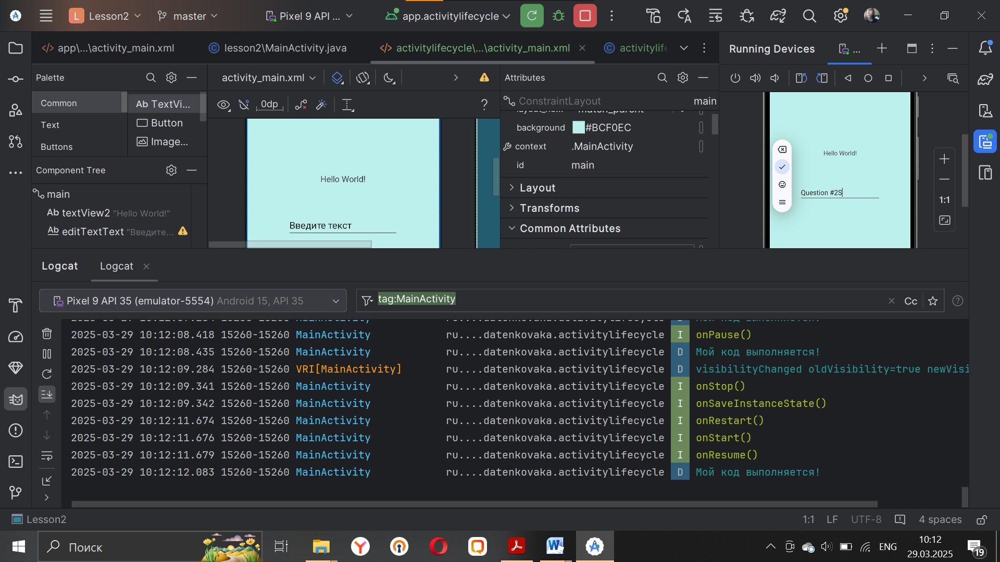 L Lesson2 master Pixel 9 API ... app.activitylifecycle
app\...\activity_main.xml lesson2\MainActivity.java activitylifecycle\...\activity_main.xml activitylife
Running Devices ...
Palette
activity_main.xml
Attributes
Common
Text
Buttons
Ab TextVi...
Button
Image...
0dp
?
ConstraintLayout main
match_parent
background #BCF0EC
context .MainActivity
id main
Layout
Transforms
Common Attributes
Component Tree
main
Ab textView2 "Hello World!"
Ab editTextText "Введите...
Hello World!
Введите текст
Hello World!
Question #2S
1:1
Logcat Logcat
Pixel 9 API 35 (emulator-5554) Android 15, API 35
tag:MainActivity Cc ?
2025-03-29 10:12:08.418 15260-15260 MainActivity ru....datenkovaka.activitylifecycle I onPause()
2025-03-29 10:12:08.435 15260-15260 MainActivity ru....datenkovaka.activitylifecycle D Мой код выполняется!
2025-03-29 10:12:09.284 15260-15260 VRI[MainActivity] ru....datenkovaka.activitylifecycle D visibilityChanged oldVisibility=true newVisi
2025-03-29 10:12:09.341 15260-15260 MainActivity ru....datenkovaka.activitylifecycle I onStop()
2025-03-29 10:12:09.342 15260-15260 MainActivity ru....datenkovaka.activitylifecycle I onSaveInstanceState()
2025-03-29 10:12:11.674 15260-15260 MainActivity ru....datenkovaka.activitylifecycle I onRestart()
2025-03-29 10:12:11.676 15260-15260 MainActivity ru....datenkovaka.activitylifecycle I onStart()
2025-03-29 10:12:11.679 15260-15260 MainActivity ru....datenkovaka.activitylifecycle I onResume()
2025-03-29 10:12:12.083 15260-15260 MainActivity ru....datenkovaka.activitylifecycle D Мой код выполняется!
Lesson2 1:1 LF UTF-8 4 spaces
Поиск
ENG
10:12
29.03.2025
19